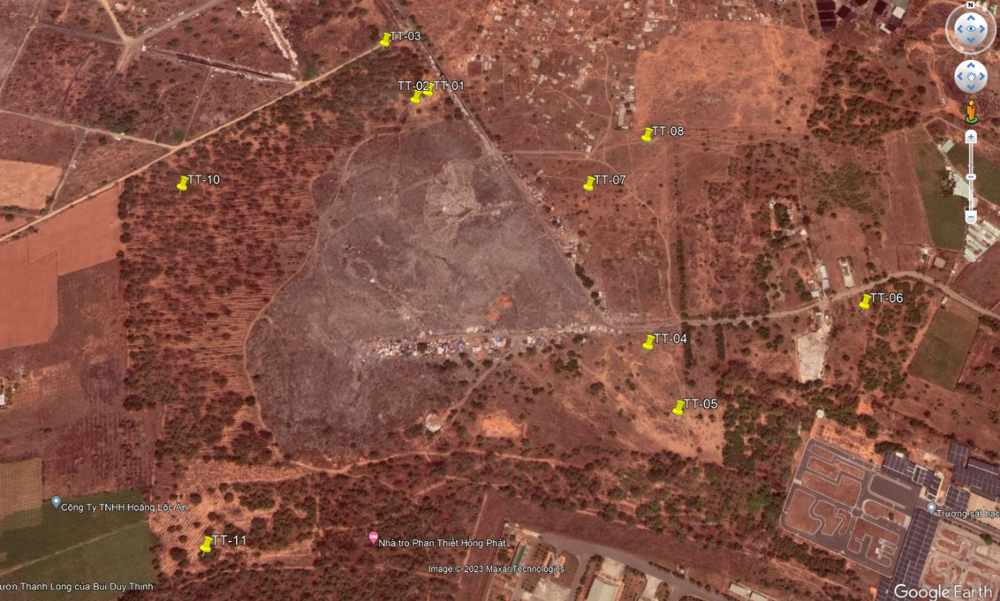 N
TT-03
TT-02
TT-01
TT-08
TT-10
TT-07
TT-06
TT-04
TT-05
Công Ty TNHH Hoàng Lộc Ấn
Trường sát hạc
TT-11
Nhà trọ Phan Thiết Hồng Phát
Image © 2023 Maxar Technologies
ườn Thanh Long của Bùi Duy Thịnh
Google Earth